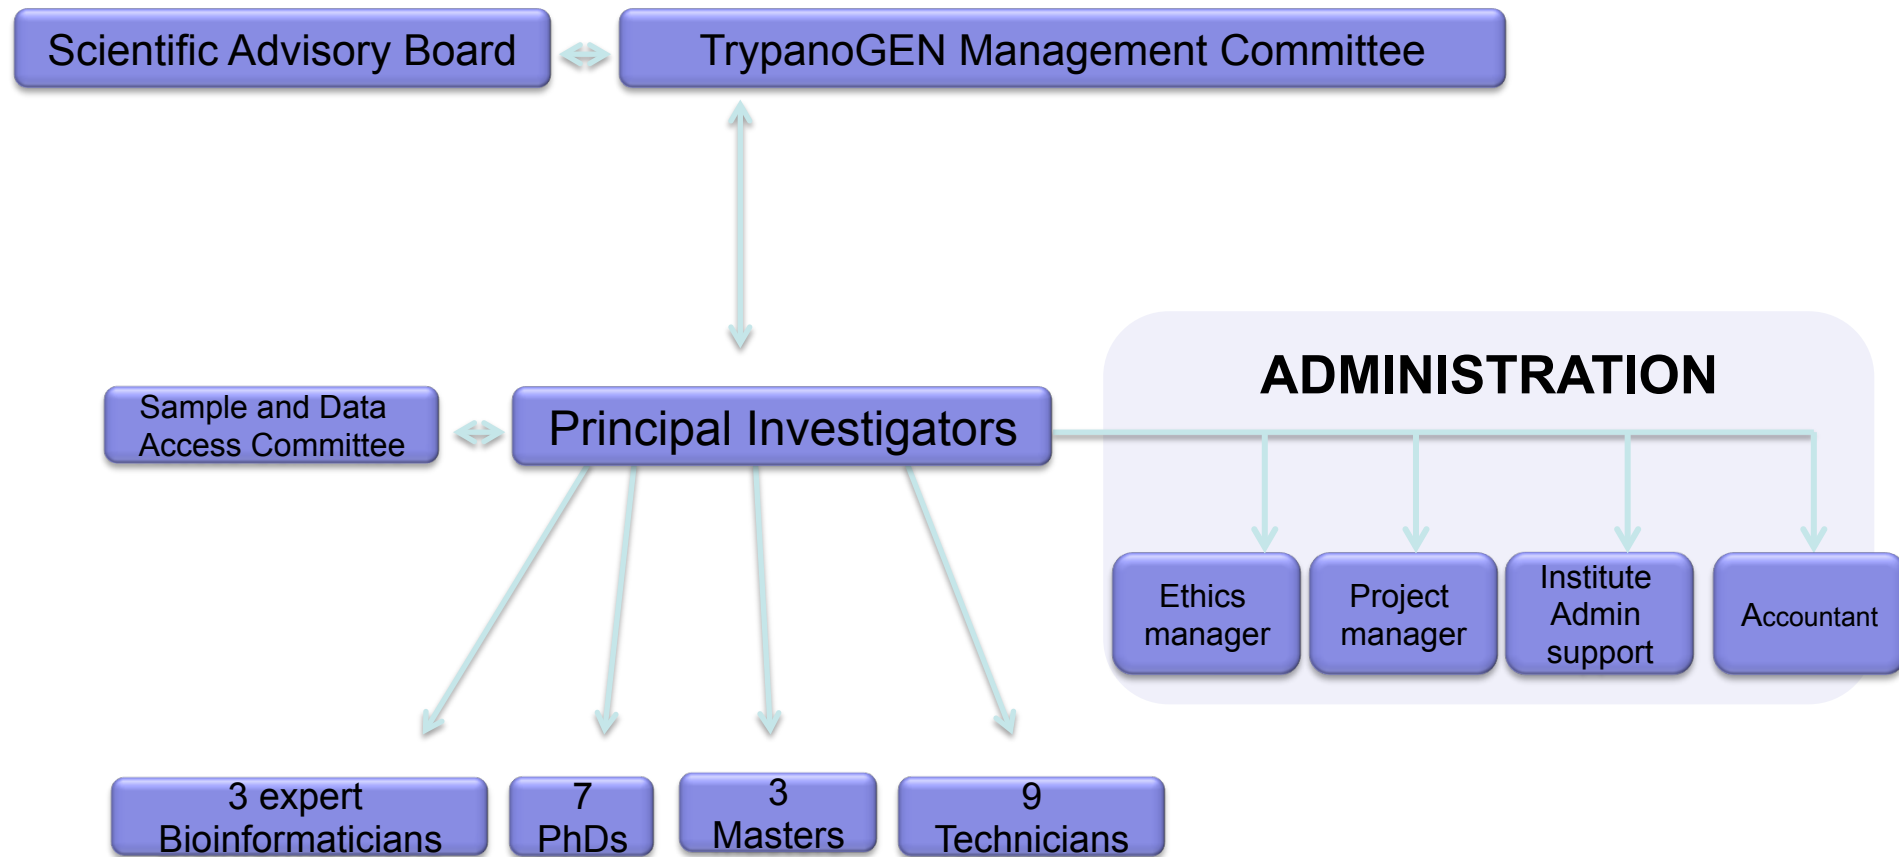 Scientific Advisory Board
TrypanoGEN Management Committee
ADMINISTRATION
Sample and Data
Access Committee
Principal Investigators
Ethics
manager
Project
manager
Institute
Admin
support
Accountant
3 expert
Bioinformaticians
7
PhDs
3
Masters
9
Technicians